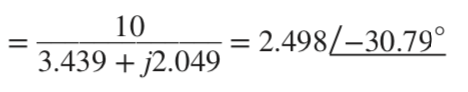 = 10 / (3.439 + j2.049) = 2.498/−30.79°